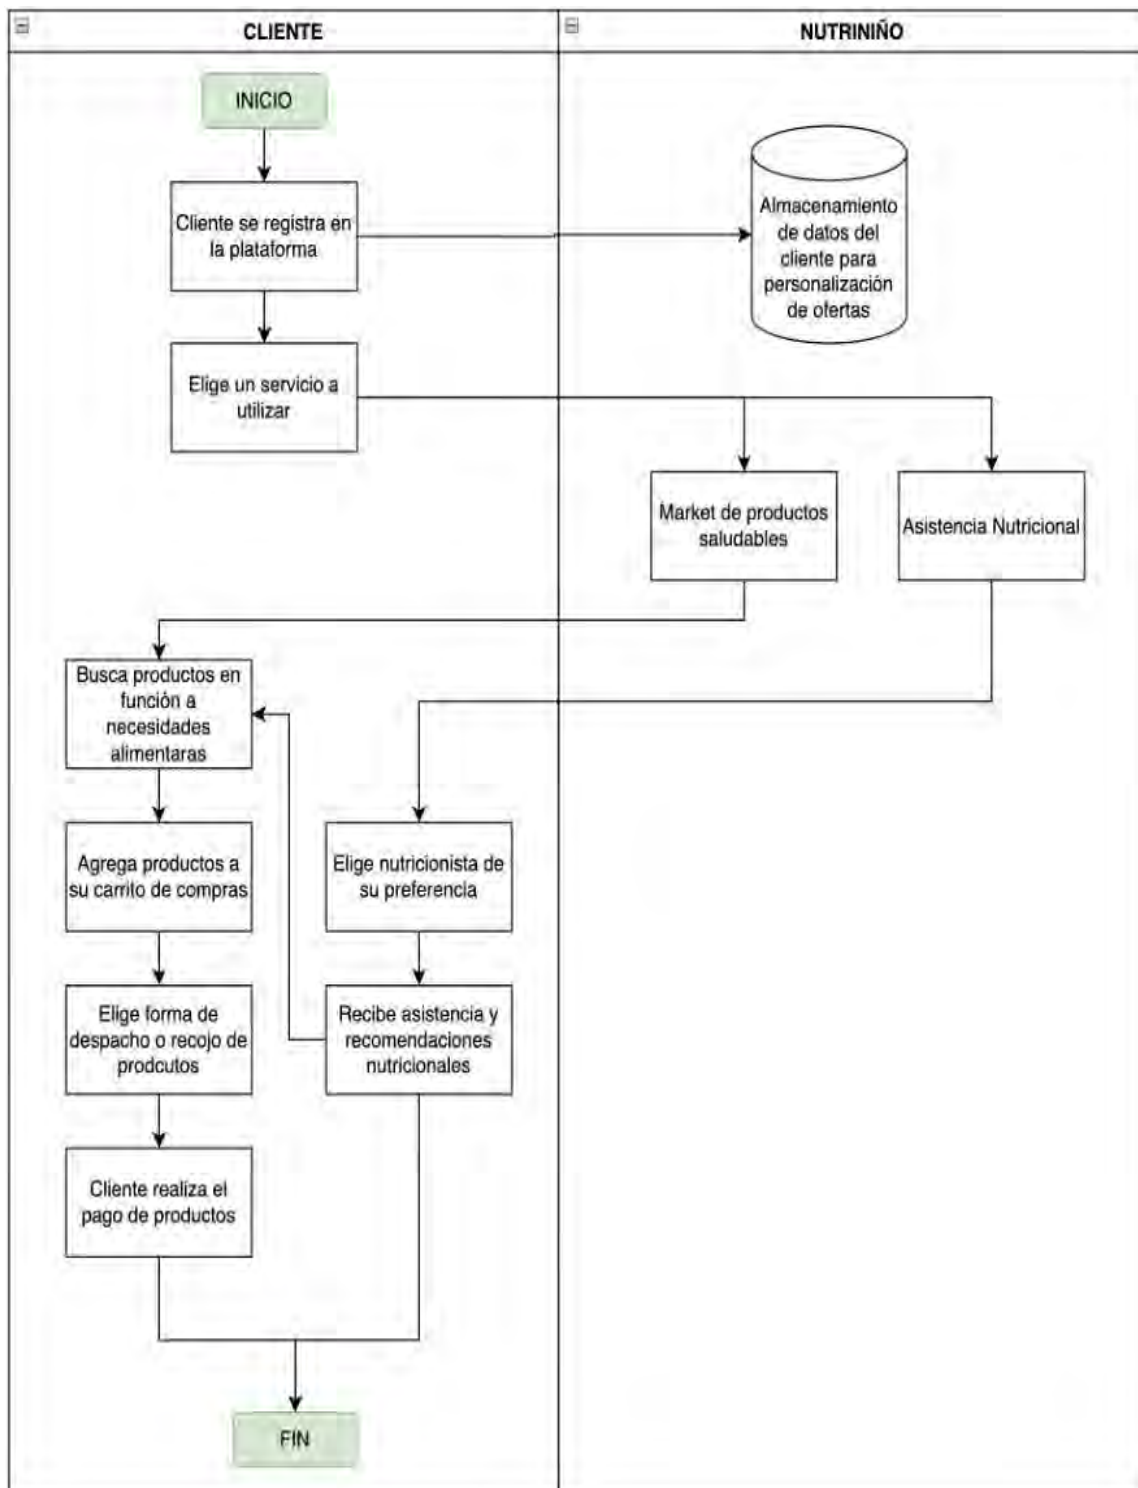 CLIENTE
NUTRINIÑO
INICIO
Cliente se registra en
la plataforma
Almacenamiento
de datos del
cliente para
personalización
de ofertas
Elige un servicio a
utilizar
Market de productos
saludables
Asistencia Nutricional
Busca productos en
función a
necesidades
alimentaras
Agrega productos a
su carrito de compras
Elige nutricionista de
su preferencia
Elige forma de
despacho o recojo de
prodcutos
Recibe asistencia y
recomendaciones
nutricionales
Cliente realiza el
pago de productos
FIN